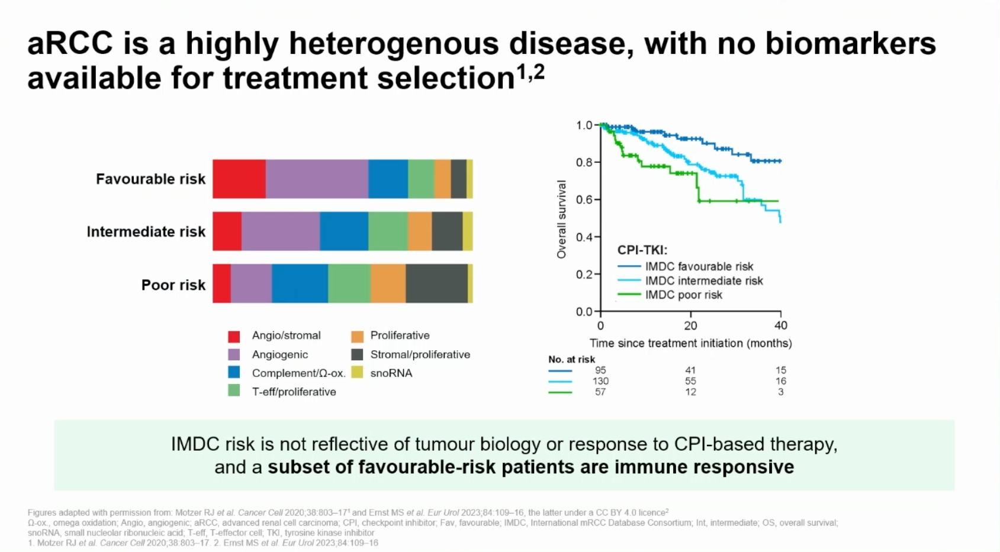 aRCC is a highly heterogenous disease, with no biomarkers
available for treatment selection1,2
Favourable risk
Intermediate risk
Poor risk
Angio/stromal
Angiogenic
Complement/Ω-ox.
T-eff/proliferative
Proliferative
Stromal/proliferative
snoRNA
Overall survival
1.0
0.8
0.6
0.4
0.2
0.0
CPI-TKI:
IMDC favourable risk
IMDC intermediate risk
IMDC poor risk
0 20 40
Time since treatment initiation (months)
No. at risk
95 41 15
130 55 16
57 12 3
IMDC risk is not reflective of tumour biology or response to CPI-based therapy,
and a subset of favourable-risk patients are immune responsive
Figures adapted with permission from: Motzer RJ et al. Cancer Cell 2020;38:803–17¹ and Ernst MS et al. Eur Urol 2023;84:109–16, the latter under a CC BY 4.0 licence²
Ω-ox., omega oxidation; Angio, angiogenic; aRCC, advanced renal cell carcinoma; CPI, checkpoint inhibitor; Fav, favourable; IMDC, International mRCC Database Consortium; Int, intermediate; OS, overall survival;
snoRNA, small nucleolar ribonucleic acid; T-eff, T-effector cell; TKI, tyrosine kinase inhibitor
1. Motzer RJ et al. Cancer Cell 2020;38:803–17. 2. Ernst MS et al. Eur Urol 2023;84:109–16